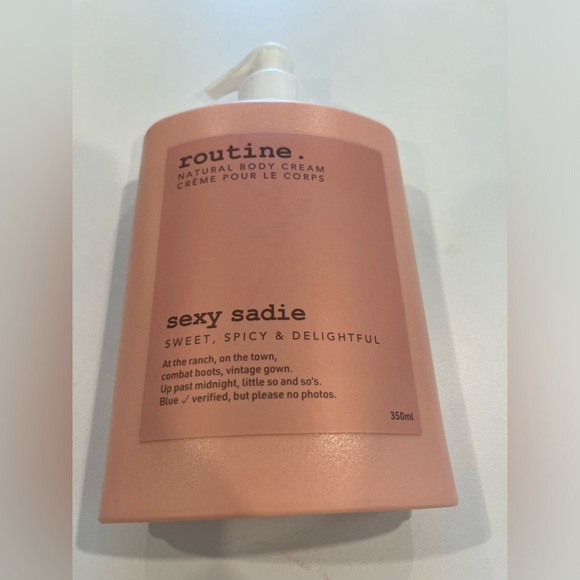 routine.
NATURAL BODY CREAM
CRÈME POUR LE CORPS
sexy sadie
SWEET, SPICY & DELIGHTFUL
At the ranch, on the town,
combat boots, vintage gown.
Up past midnight, little so and so's.
Blue ✓ verified, but please no photos.
350ml